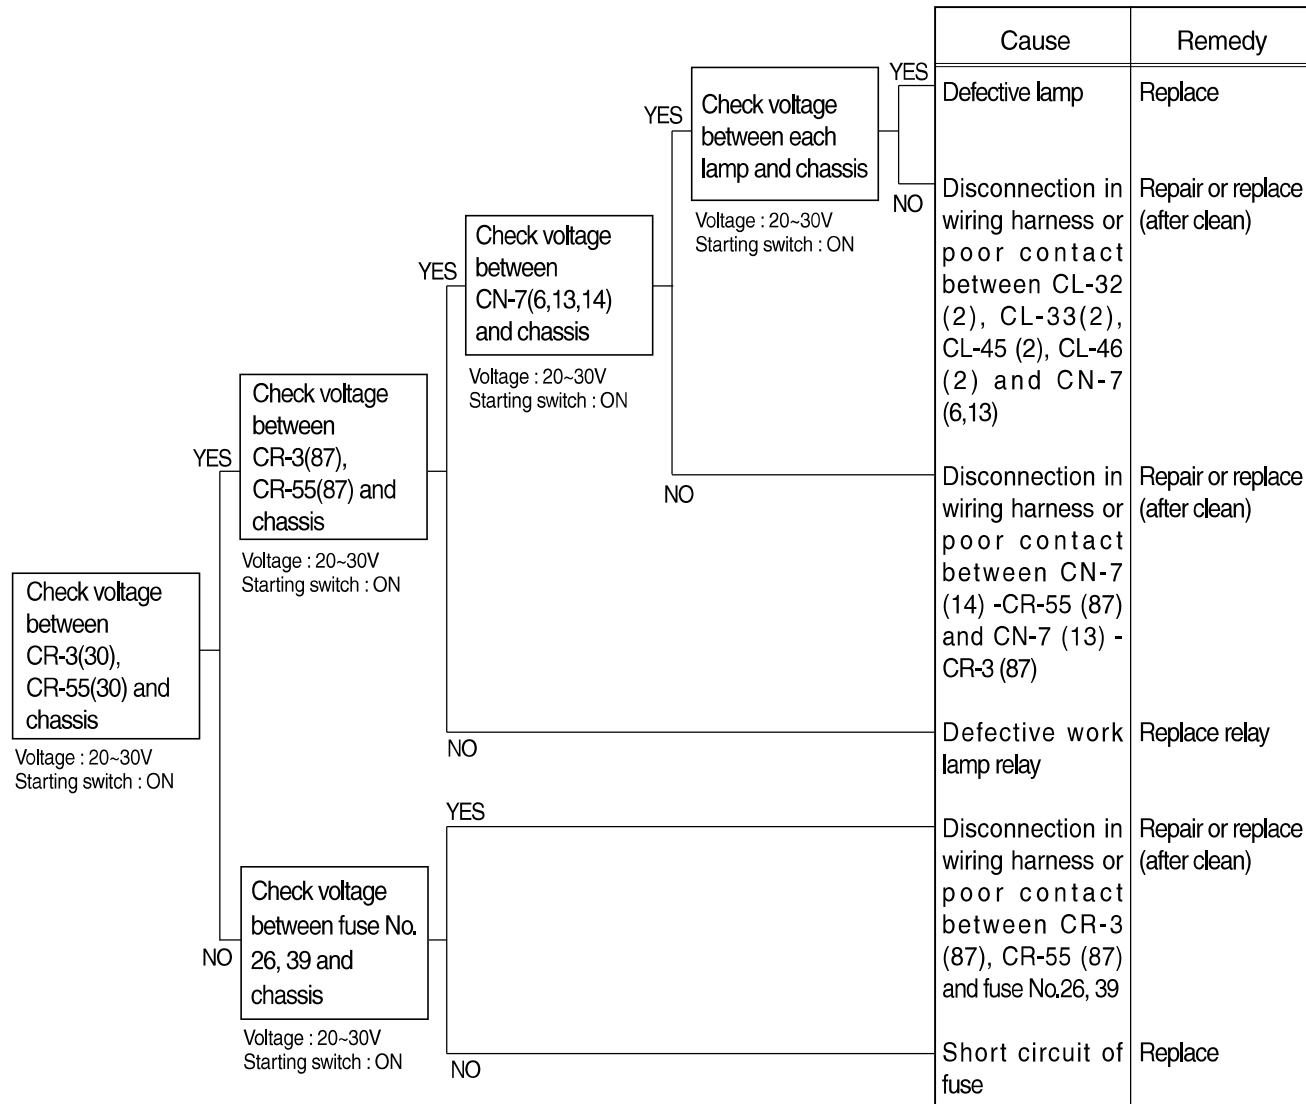 Cause
Remedy
YES
Defective lamp
Replace
Check voltage
between each
lamp and chassis
YES
NO
Voltage : 20~30V
Starting switch : ON
Disconnection in
wiring harness or
poor contact
between CL-32
(2), CL-33(2),
CL-45 (2), CL-46
(2) and CN-7
(6,13)
Repair or replace
(after clean)
Check voltage
between
CN-7(6,13,14)
and chassis
YES
Voltage : 20~30V
Starting switch : ON
NO
Disconnection in
wiring harness or
poor contact
between CN-7
(14) -CR-55 (87)
and CN-7 (13) -
CR-3 (87)
Repair or replace
(after clean)
Check voltage
between
CR-3(87),
CR-55(87) and
chassis
YES
Voltage : 20~30V
Starting switch : ON
Check voltage
between
CR-3(30),
CR-55(30) and
chassis
Voltage : 20~30V
Starting switch : ON
NO
Defective work
lamp relay
Replace relay
YES
Disconnection in
wiring harness or
poor contact
between CR-3
(87), CR-55 (87)
and fuse No.26, 39
Repair or replace
(after clean)
Check voltage
between fuse No.
26, 39 and
chassis
NO
Voltage : 20~30V
Starting switch : ON
NO
Short circuit of
fuse
Replace